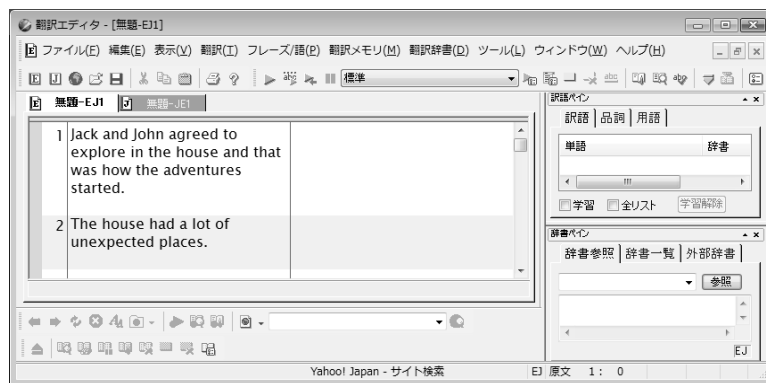 翻訳エディタ - [無題-EJ1]
ファイル(F) 編集(E) 表示(V) 翻訳(T) フレーズ/語(P) 翻訳メモリ(M) 翻訳辞書(D) ツール(L) ウィンドウ(W) ヘルプ(H)
標準
無題-EJ1 無題-JE1
1 Jack and John agreed to
explore in the house and that
was how the adventures
started.
2 The house had a lot of
unexpected places.
訳語ペイン
訳語 品詞 用語
単語 辞書
学習 全リスト 学習解除
辞書ペイン
辞書参照 辞書一覧 外部辞書
参照
EJ
Yahoo! Japan - サイト検索 EJ 原文 1: 0